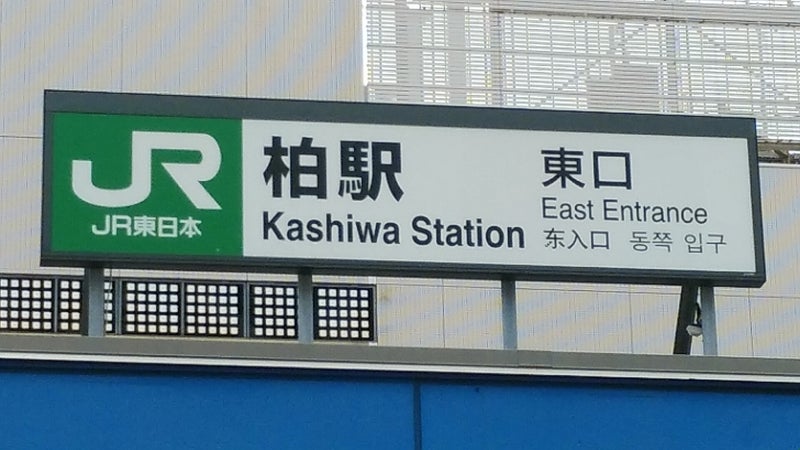 JR
JR東日本
柏駅
Kashiwa Station
東口
East Entrance
东入口 동쪽 입구